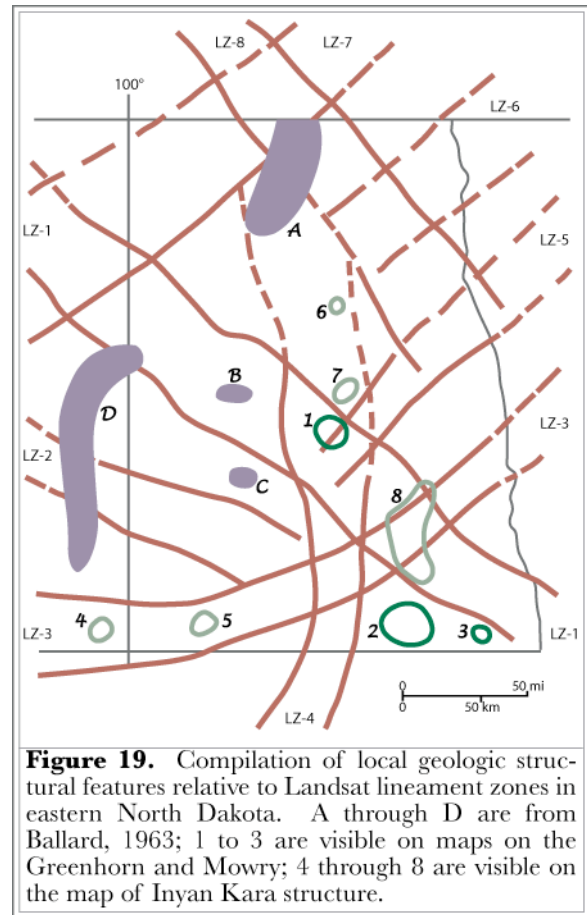 LZ-8
LZ-7
100°
LZ-6
A
LZ-1
LZ-5
6
B
7
D
1
LZ-3
LZ-2
C
8
4
5
2
3
LZ-3
LZ-1
0 50 mi
0 50 km
LZ-4
Figure 19. Compilation of local geologic struc-
tural features relative to Landsat lineament zones in
eastern North Dakota. A through D are from
Ballard, 1963; 1 to 3 are visible on maps on the
Greenhorn and Mowry; 4 through 8 are visible on
the map of Inyan Kara structure.